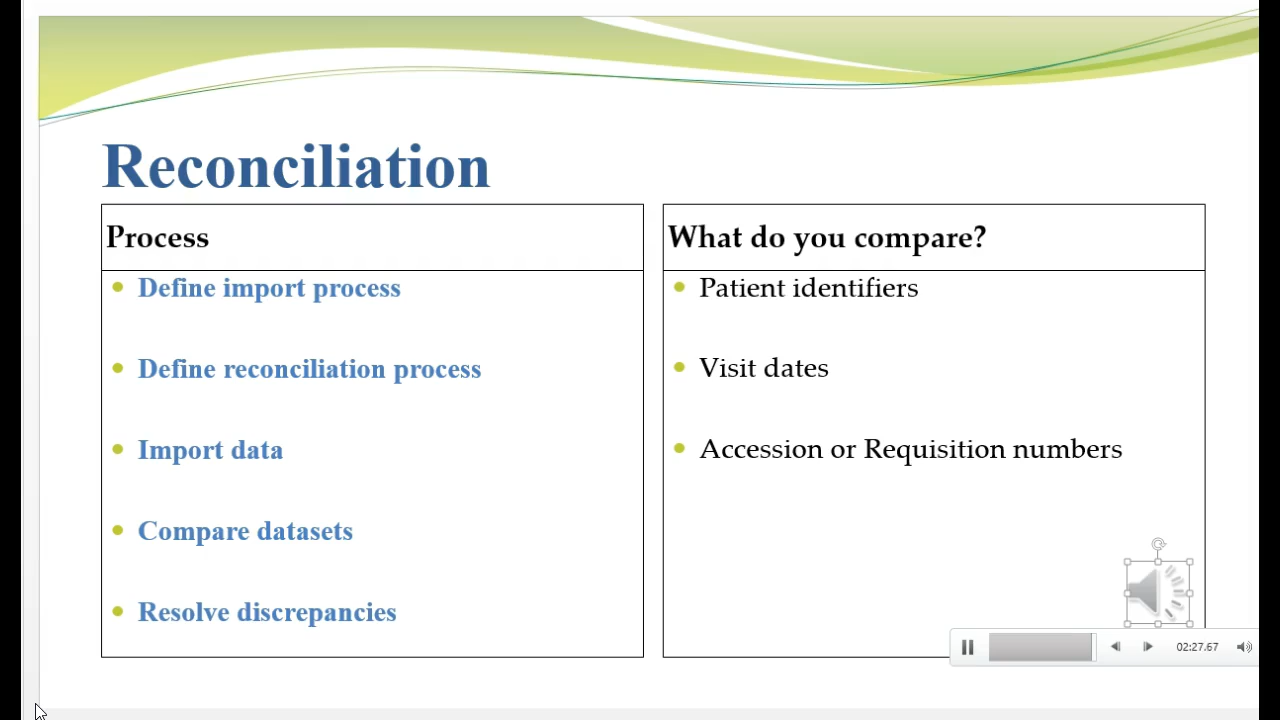 Reconciliation
Process
Define import process
Define reconciliation process
Import data
Compare datasets
Resolve discrepancies
What do you compare?
Patient identifiers
Visit dates
Accession or Requisition numbers
02:27.67